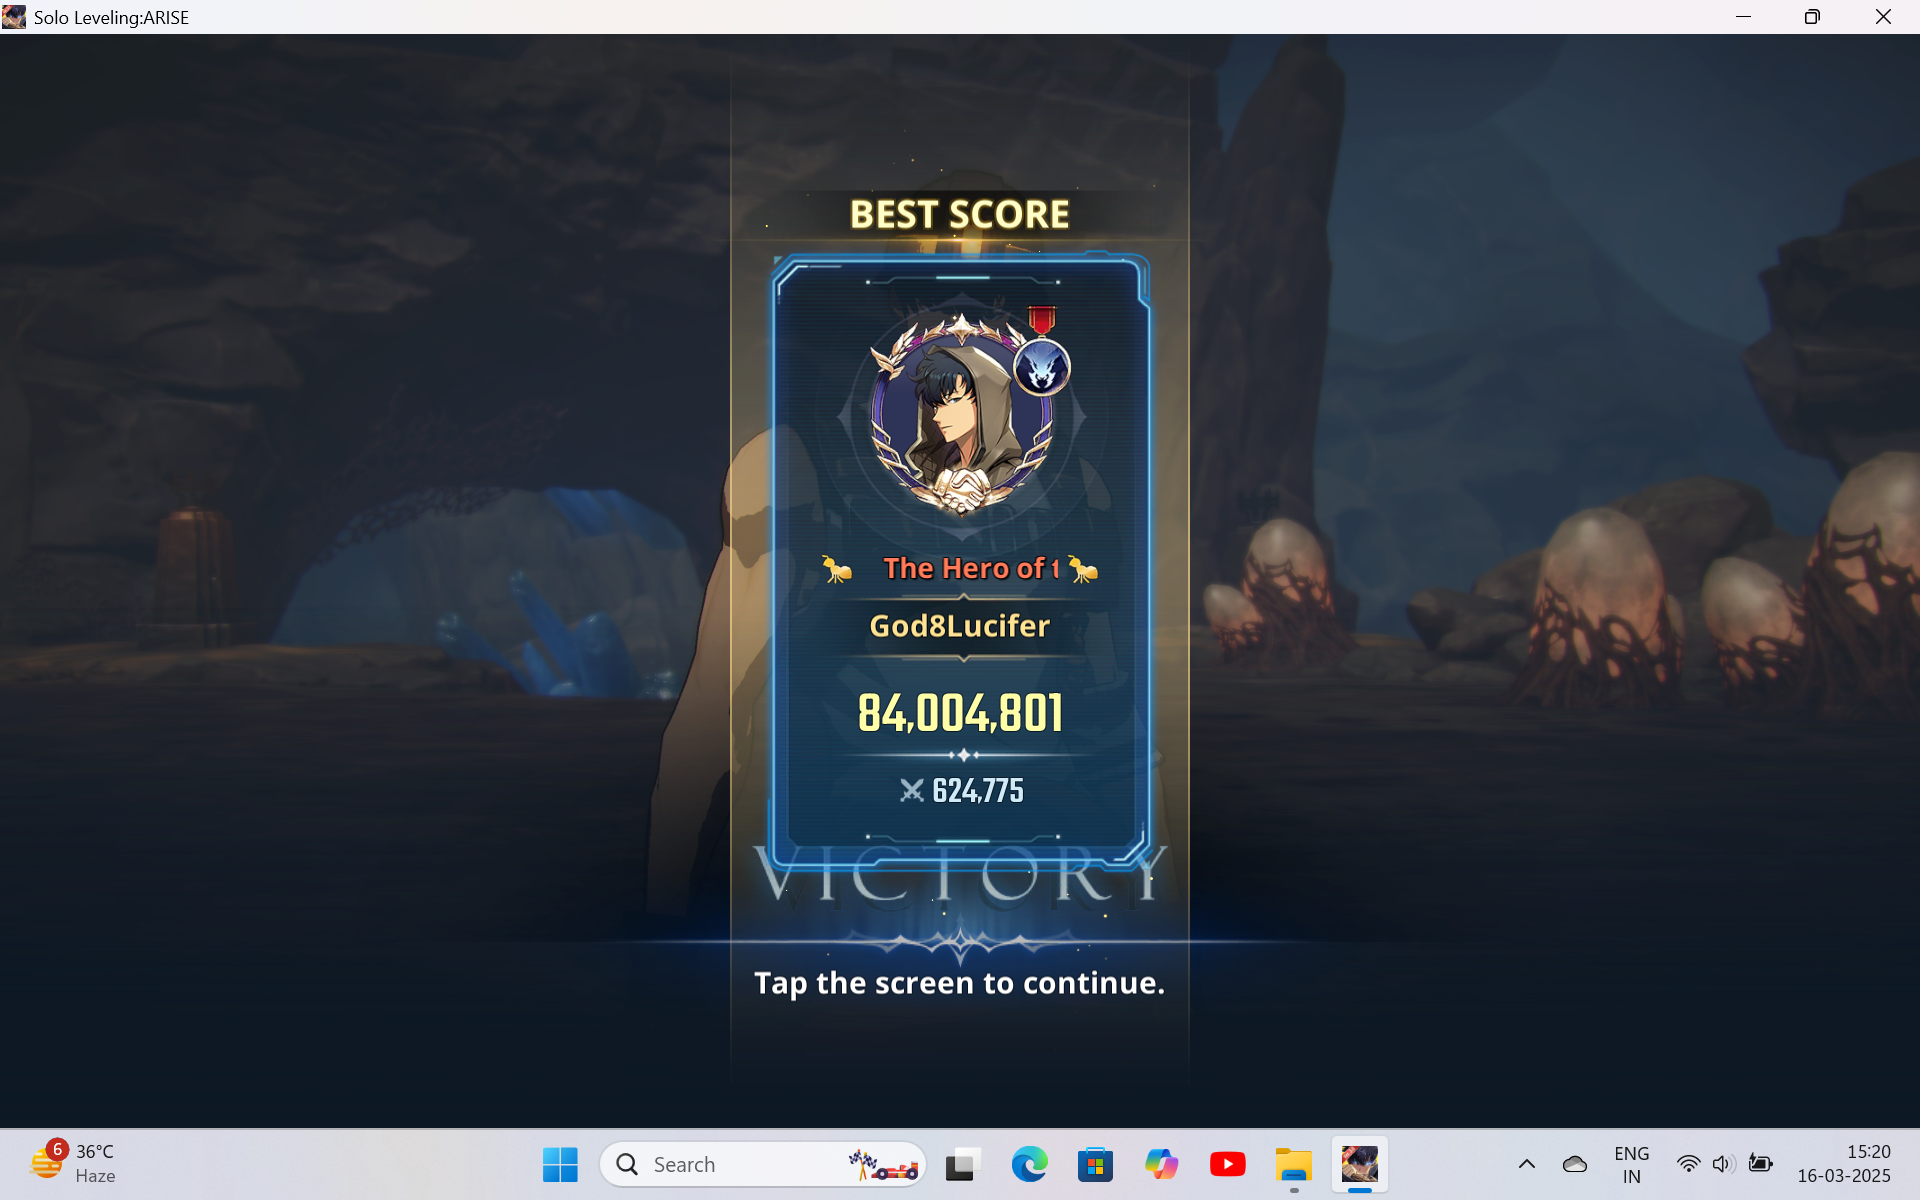 Solo Leveling:ARISE
BEST SCORE
The Hero of t
God8Lucifer
84,004,801
624,775
VICTORY
Tap the screen to continue.
6
36°C
Haze
Search
ENG
IN
15:20
16-03-2025